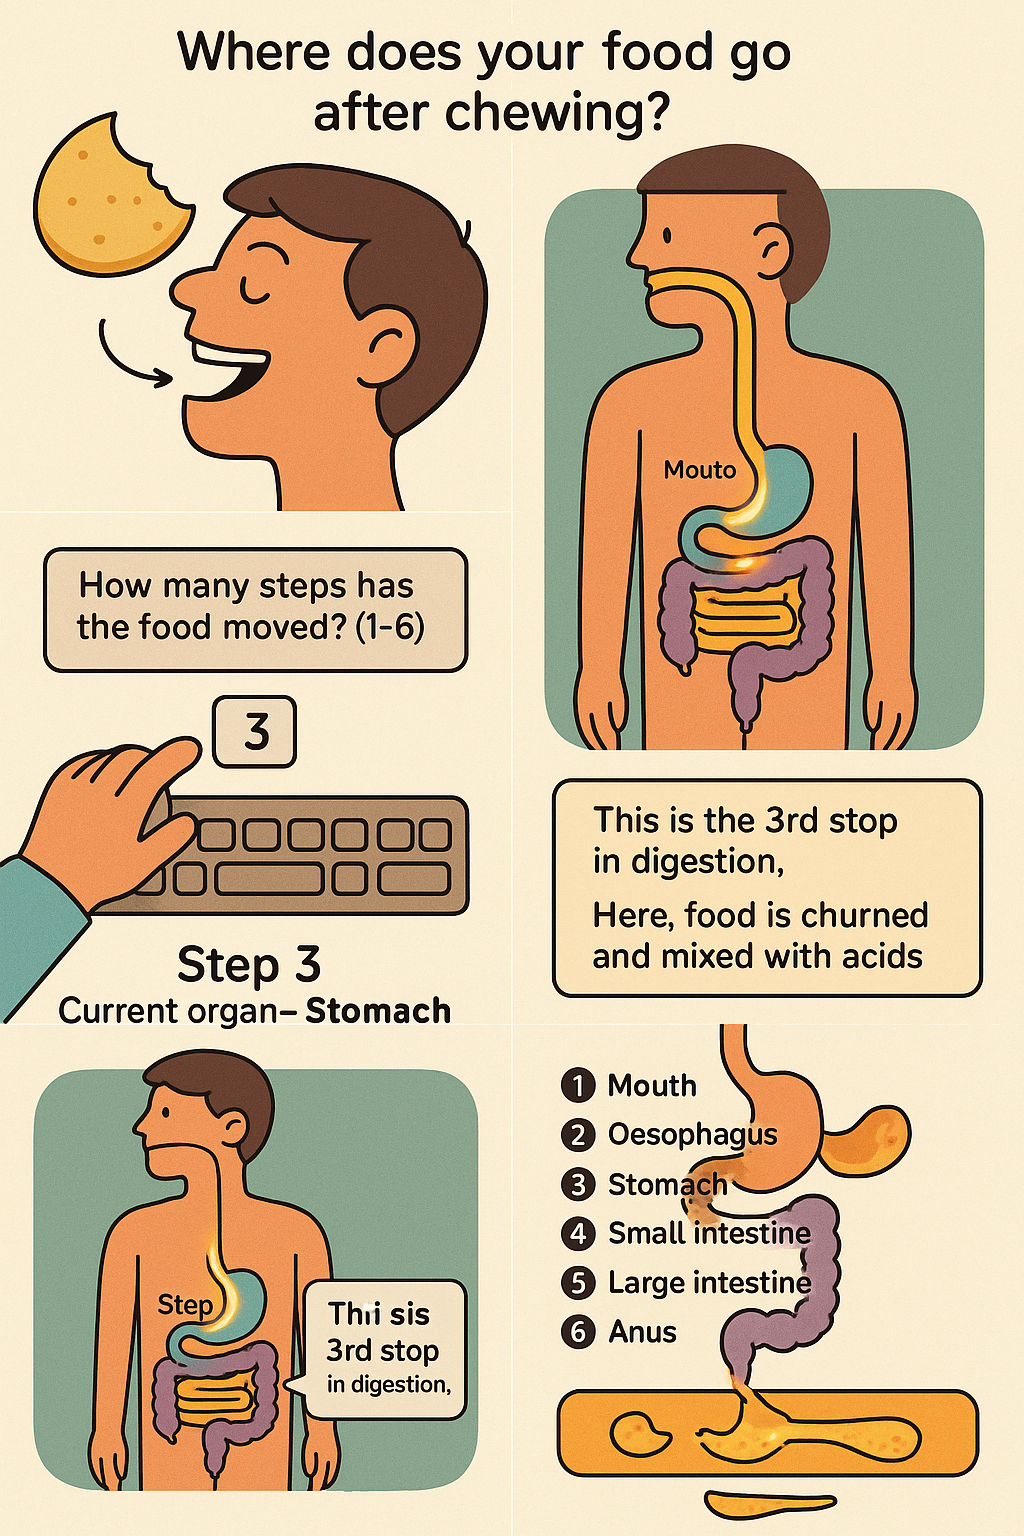 Where does your food go
after chewing?
Mouto
How many steps has
the food moved? (1-6)
3
Step 3
Current organ– Stomach
This is the 3rd stop
in digestion,
Here, food is churned
and mixed with acids
Step
Thii sis
3rd stop
in digestion,
1 Mouth
2 Oesophagus
3 Stomach
4 Small intestine
5 Large intestine
6 Anus